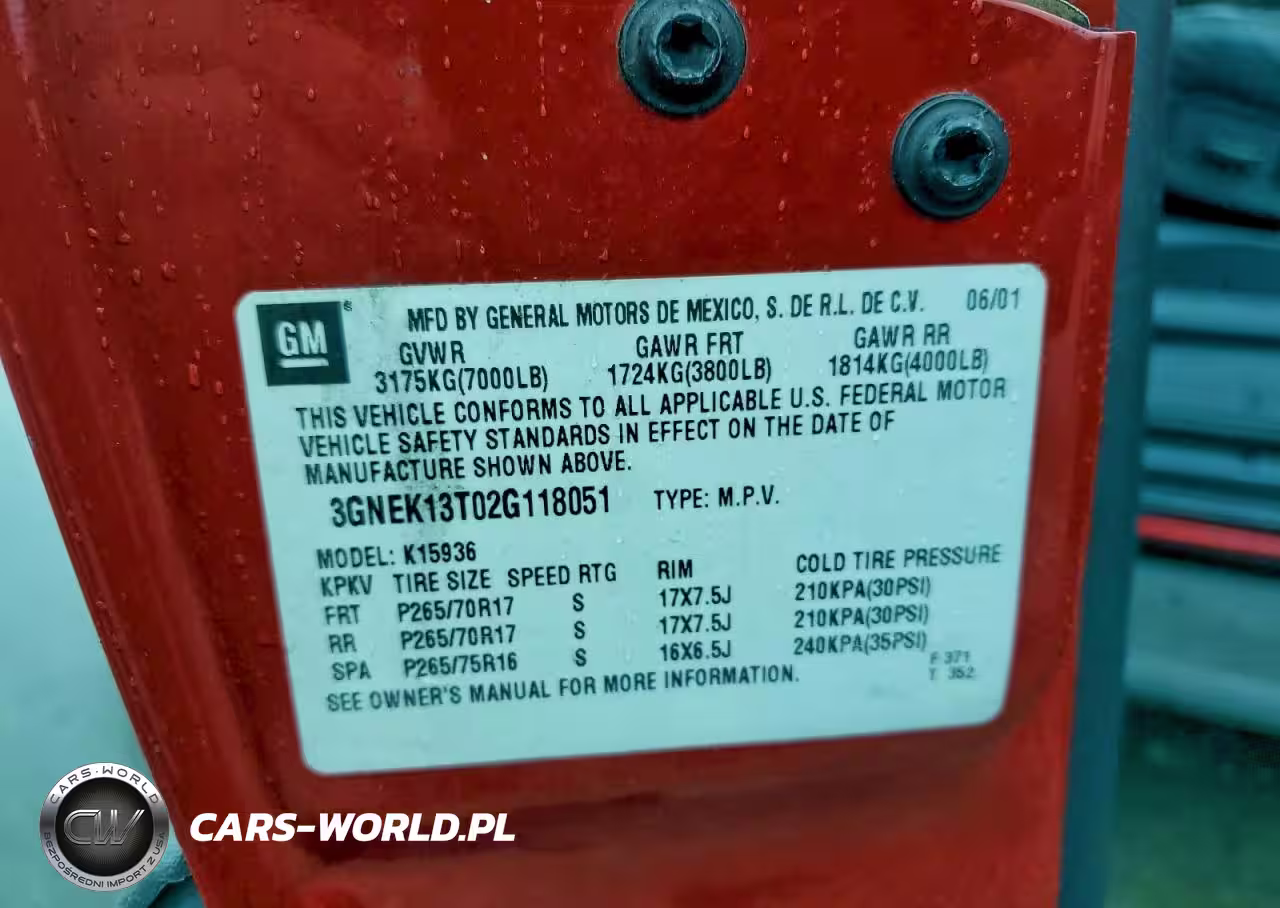 GM
MFD BY GENERAL MOTORS DE MEXICO, S. DE R.L. DE C.V. 06/01
GVWR GAWR FRT GAWR RR
3175KG(7000LB) 1724KG(3800LB) 1814KG(4000LB)
THIS VEHICLE CONFORMS TO ALL APPLICABLE U.S. FEDERAL MOTOR
VEHICLE SAFETY STANDARDS IN EFFECT ON THE DATE OF
MANUFACTURE SHOWN ABOVE.
3GNEK13T02G118051 TYPE: M.P.V.
MODEL: K15936
KPKV TIRE SIZE SPEED RTG RIM COLD TIRE PRESSURE
FRT P265/70R17 S 17X7.5J 210KPA(30PSI)
RR P265/70R17 S 17X7.5J 210KPA(30PSI)
SPA P265/75R16 S 16X6.5J 240KPA(35PSI)
F 371
T 352
SEE OWNER'S MANUAL FOR MORE INFORMATION.
CARS-WORLD
CW
BEZPOŚREDNI IMPORT Z USA
CARS-WORLD.PL